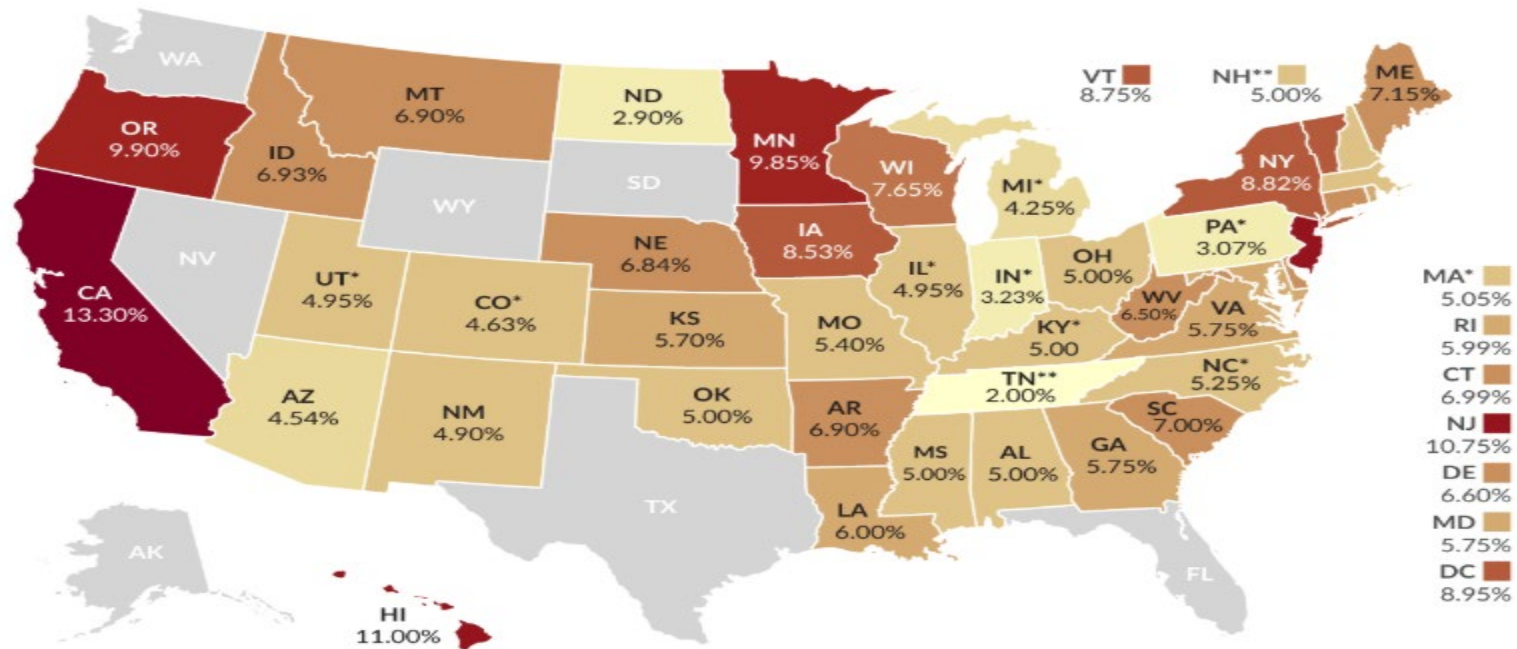 WA
OR
9.90%
CA
13.30%
NV
ID
6.93%
MT
6.90%
WY
UT*
4.95%
AZ
4.54%
CO*
4.63%
NM
4.90%
ND
2.90%
SD
NE
6.84%
KS
5.70%
OK
5.00%
TX
MN
9.85%
IA
8.53%
MO
5.40%
AR
6.90%
LA
6.00%
WI
7.65%
IL*
4.95%
MI*
4.25%
IN*
3.23%
OH
5.00%
KY*
5.00
TN**
2.00%
MS
5.00%
AL
5.00%
GA
5.75%
FL
SC
7.00%
NC*
5.25%
VA
5.75%
WV
6.50%
PA*
3.07%
NY
8.82%
VT
8.75%
NH**
5.00%
ME
7.15%
MA*
5.05%
RI
5.99%
CT
6.99%
NJ
10.75%
DE
6.60%
MD
5.75%
DC
8.95%
AK
HI
11.00%